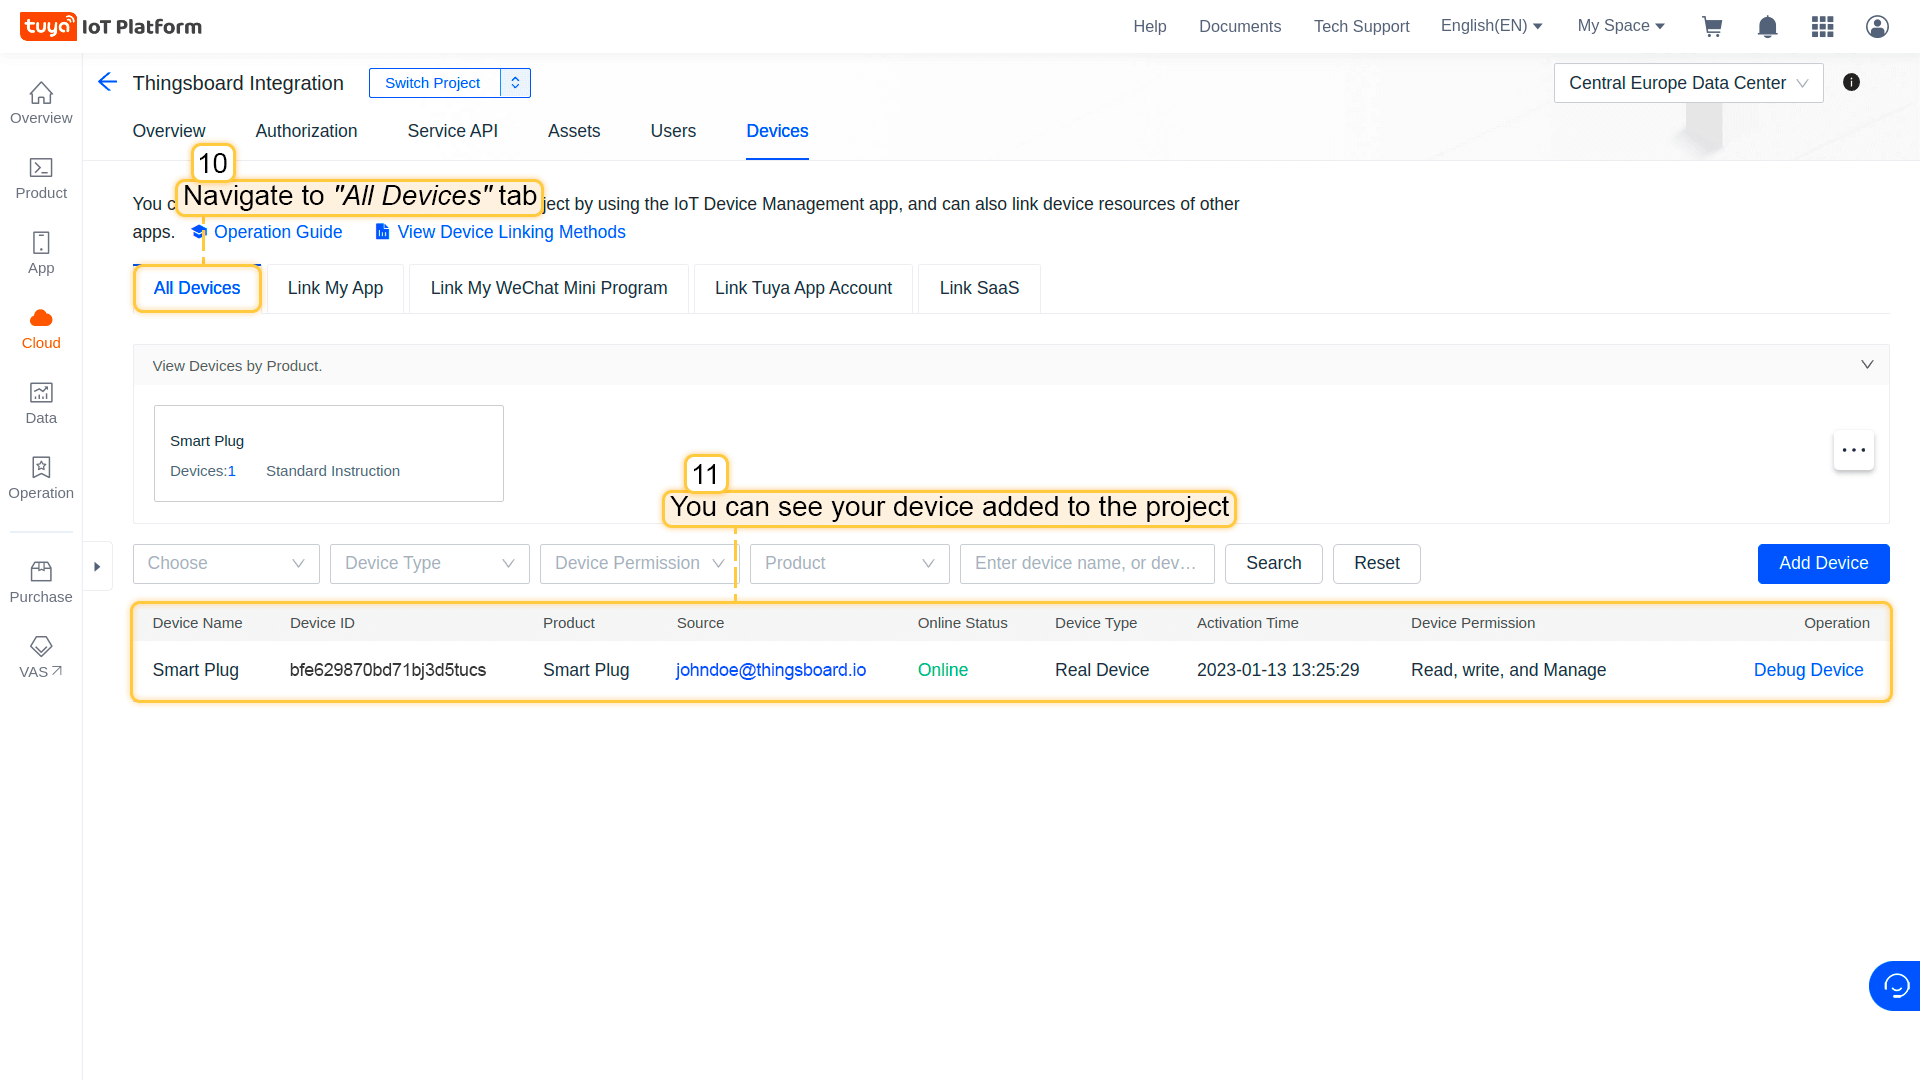 tuya IoT Platform
Help Documents Tech Support English(EN) My Space
Thingsboard Integration Switch Project Central Europe Data Center
Overview Authorization Service API Assets Users Devices
10
Navigate to "All Devices" tab
You c ject by using the IoT Device Management app, and can also link device resources of other
apps. Operation Guide View Device Linking Methods
All Devices Link My App Link My WeChat Mini Program Link Tuya App Account Link SaaS
Overview
Product
App
Cloud
Data
Operation
Purchase
VAS
View Devices by Product.
Smart Plug
Devices:1 Standard Instruction
11
You can see your device added to the project
Choose Device Type Device Permission Product Enter device name, or dev... Search Reset Add Device
Device Name Device ID Product Source Online Status Device Type Activation Time Device Permission Operation
Smart Plug bfe629870bd71bj3d5tucs Smart Plug johndoe@thingsboard.io Online Real Device 2023-01-13 13:25:29 Read, write, and Manage Debug Device